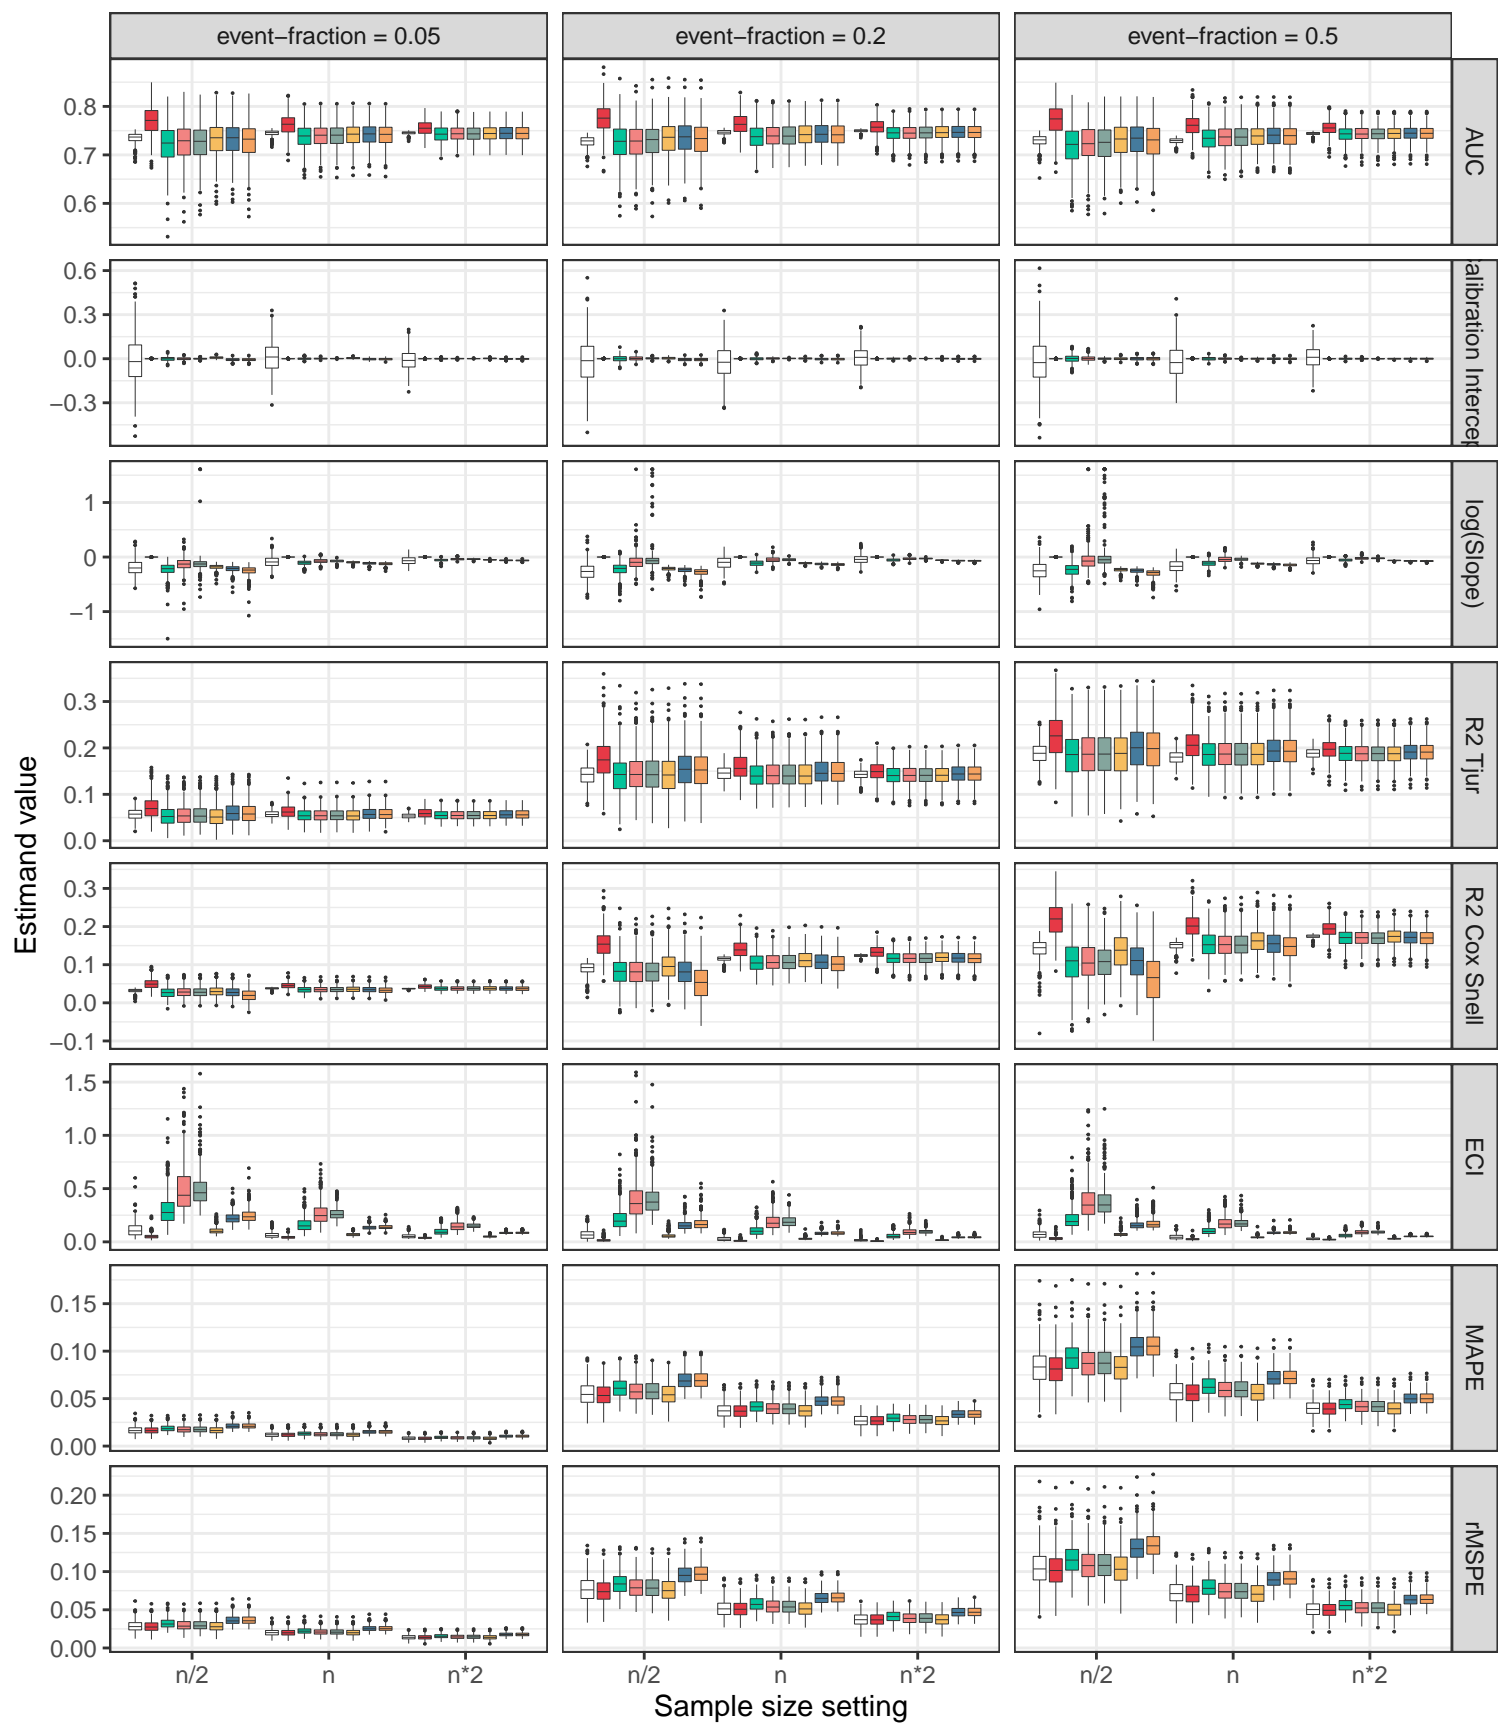 event−fraction = 0.05
event−fraction = 0.2
event−fraction = 0.5
0.8
0.7
0.6
AUC
0.6
0.3
0.0
−0.3
alibration Intercep
1
0
−1
log(Slope)
0.3
0.2
0.1
0.0
R2 Tjur
0.3
0.2
0.1
0.0
−0.1
R2 Cox Snell
1.5
1.0
0.5
0.0
ECI
0.15
0.10
0.05
0.00
MAPE
0.20
0.15
0.10
0.05
0.00
rMSPE
Estimand value
n/2
n
n*2
n/2
n
n*2
n/2
n
n*2
Sample size setting